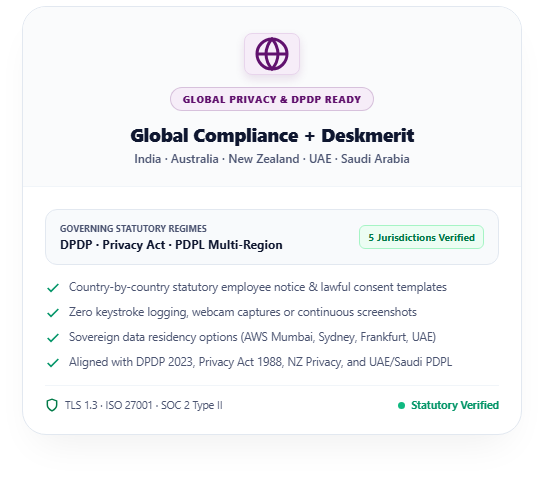 GLOBAL PRIVACY & DPDP READY
Global Compliance + Deskmerit
India · Australia · New Zealand · UAE · Saudi Arabia
GOVERNING STATUTORY REGIMES
DPDP · Privacy Act · PDPL Multi-Region
5 Jurisdictions Verified
Country-by-country statutory employee notice & lawful consent templates
Zero keystroke logging, webcam captures or continuous screenshots
Sovereign data residency options (AWS Mumbai, Sydney, Frankfurt, UAE)
Aligned with DPDP 2023, Privacy Act 1988, NZ Privacy, and UAE/Saudi PDPL
TLS 1.3 · ISO 27001 · SOC 2 Type II
Statutory Verified